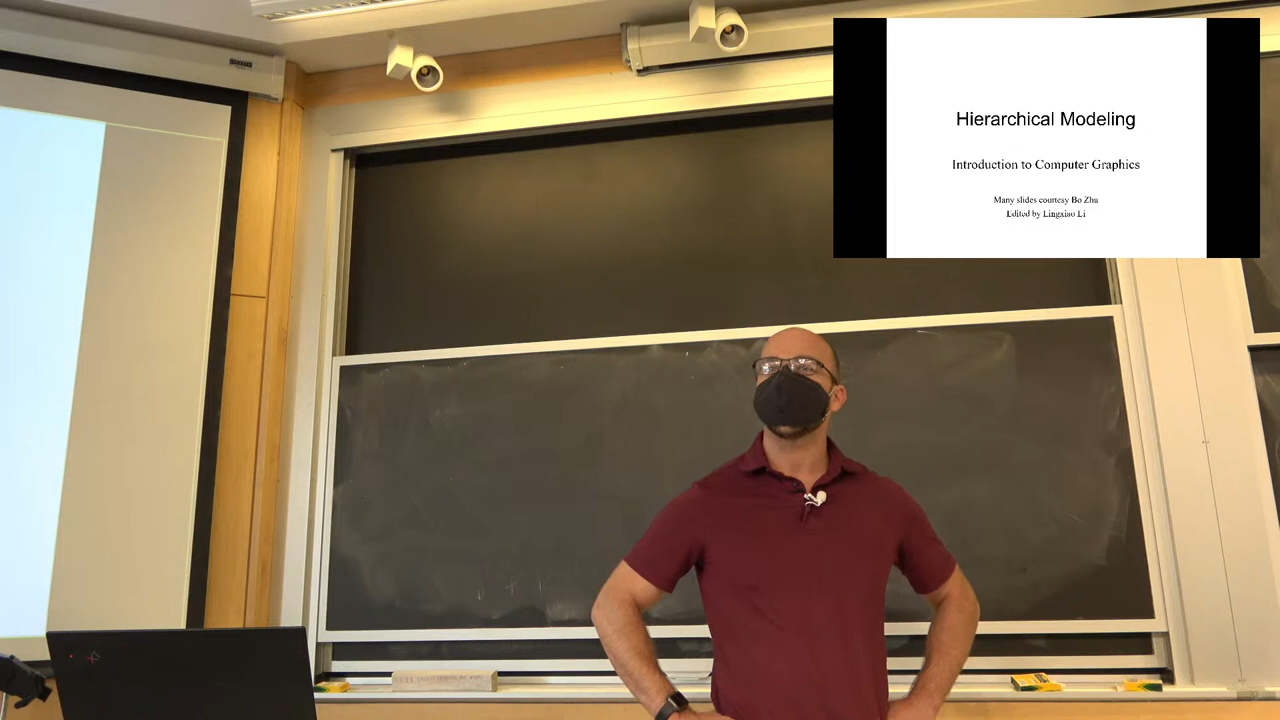 Hierarchical Modeling
Introduction to Computer Graphics
Many slides courtesy Bo Zhu
Edited by Lingxiao Li